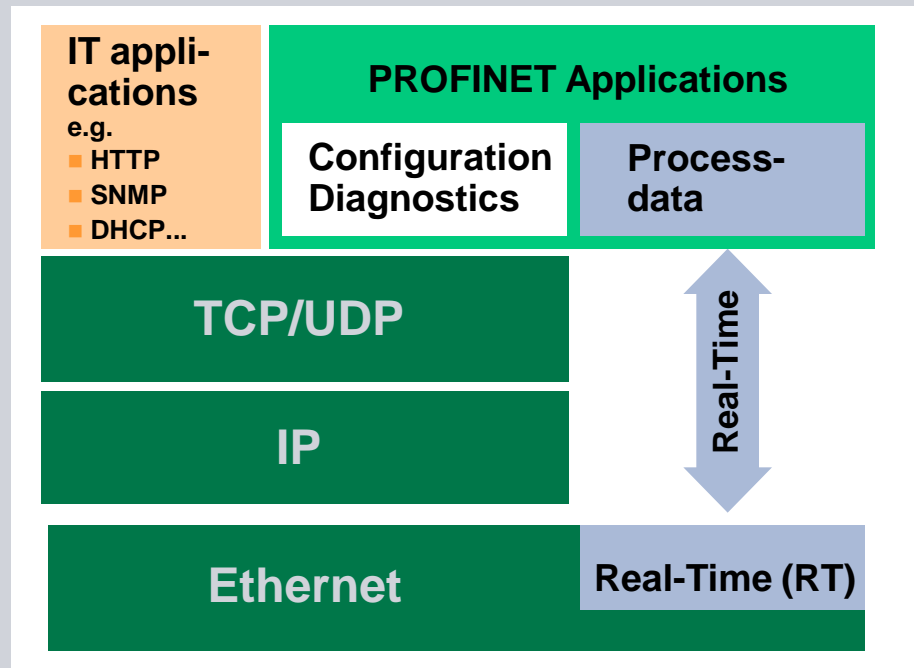 IT appli-
cations
e.g.
HTTP
SNMP
DHCP...
PROFINET Applications
Configuration
Diagnostics
Process-
data
TCP/UDP
IP
Real-Time
Ethernet
Real-Time (RT)